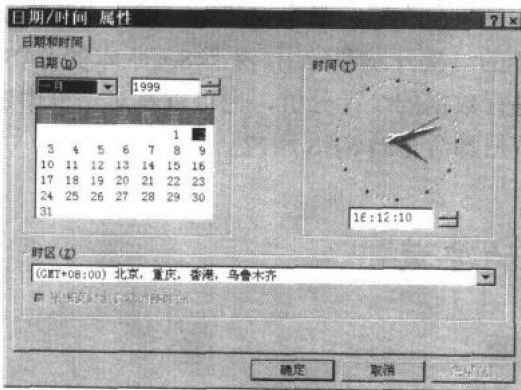 日期/时间 属性
日期和时间
日期(D)
一月
1999
1
3 4 5 6 7 8 9
10 11 12 13 14 15 16
17 18 19 20 21 22 23
24 25 26 27 28 29 30
31
时间(T)
16:12:10
时区(Z)
(GMT+08:00) 北京，重庆，香港，乌鲁木齐
确定
取消